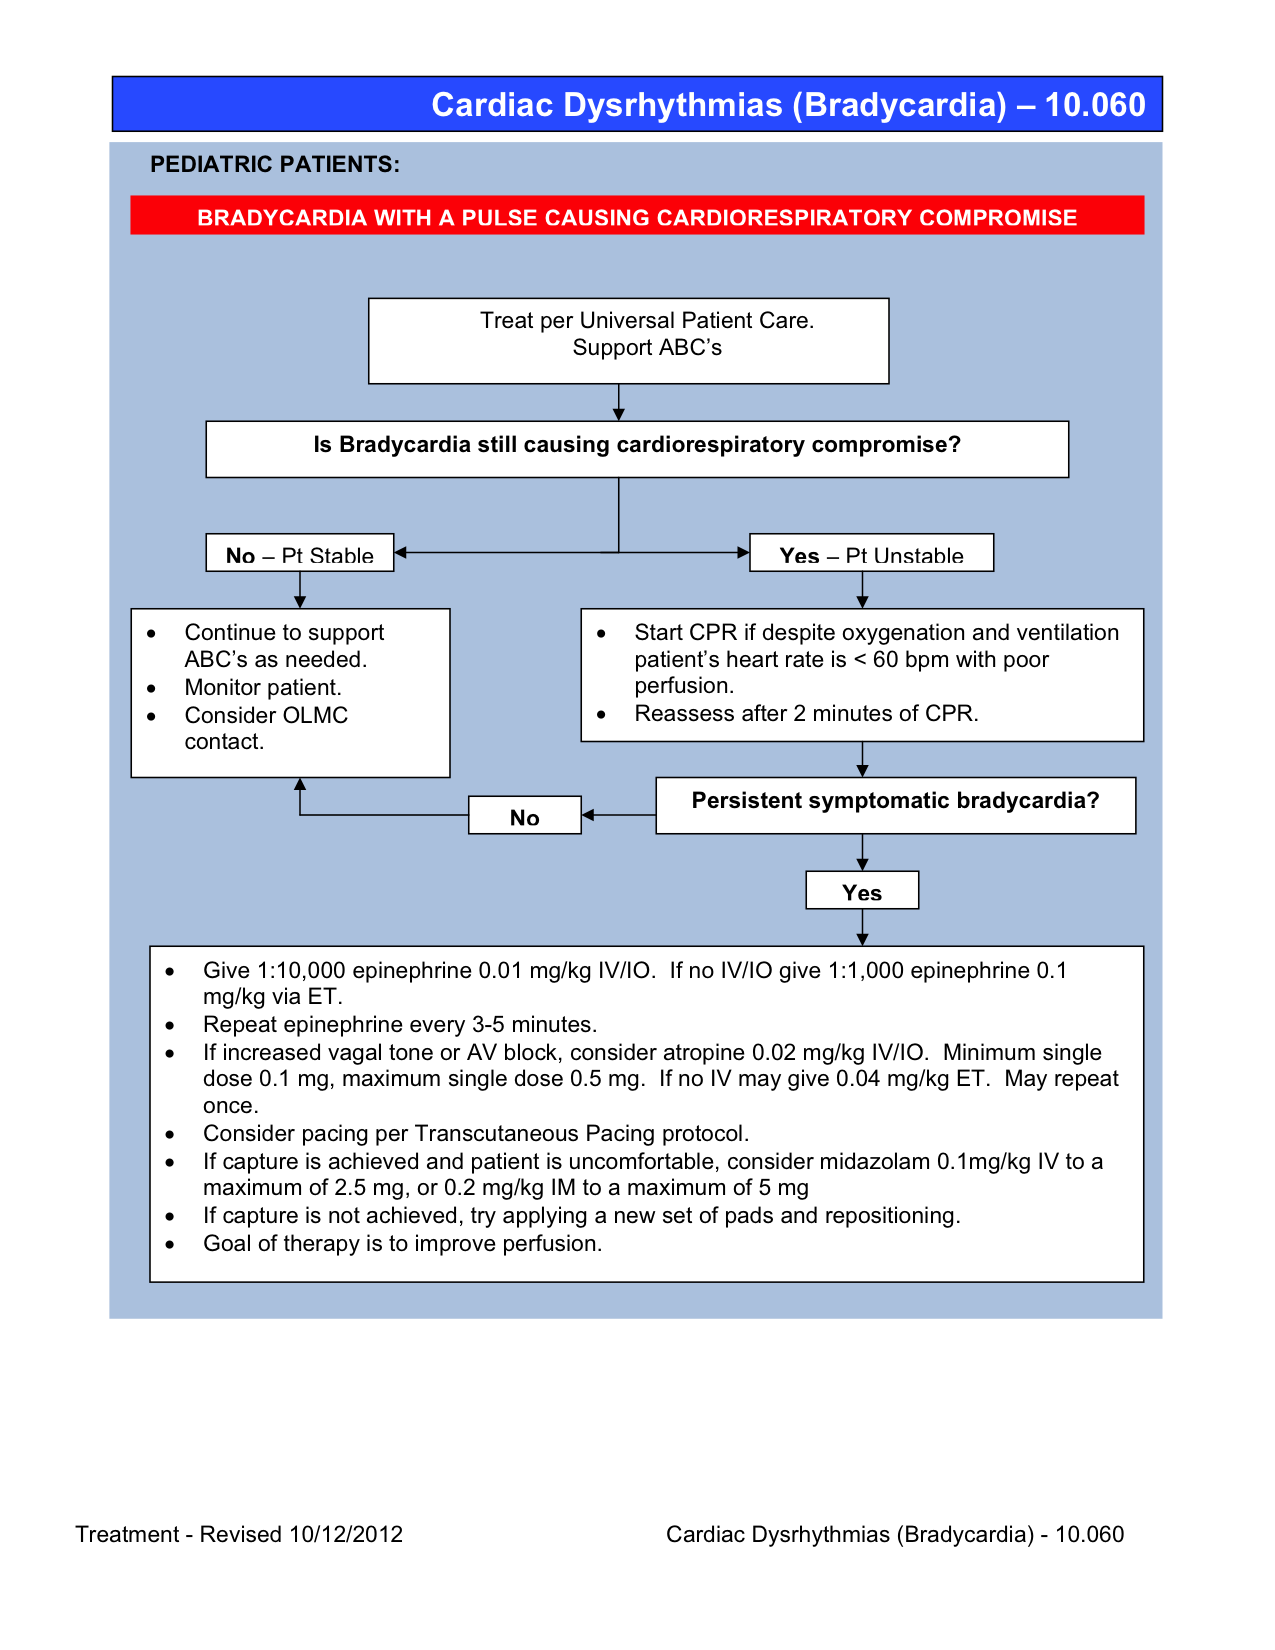 Cardiac Dysrhythmias (Bradycardia) – 10.060
PEDIATRIC PATIENTS:
BRADYCARDIA WITH A PULSE CAUSING CARDIORESPIRATORY COMPROMISE
Treat per Universal Patient Care.
Support ABC’s
Is Bradycardia still causing cardiorespiratory compromise?
No – Pt Stable
Yes – Pt Unstable
• Continue to support
ABC’s as needed.
• Monitor patient.
• Consider OLMC
contact.
• Start CPR if despite oxygenation and ventilation
patient’s heart rate is < 60 bpm with poor
perfusion.
• Reassess after 2 minutes of CPR.
Persistent symptomatic bradycardia?
No
Yes
• Give 1:10,000 epinephrine 0.01 mg/kg IV/IO.  If no IV/IO give 1:1,000 epinephrine 0.1
mg/kg via ET.
• Repeat epinephrine every 3-5 minutes.
• If increased vagal tone or AV block, consider atropine 0.02 mg/kg IV/IO.  Minimum single
dose 0.1 mg, maximum single dose 0.5 mg.  If no IV may give 0.04 mg/kg ET.  May repeat
once.
• Consider pacing per Transcutaneous Pacing protocol.
• If capture is achieved and patient is uncomfortable, consider midazolam 0.1mg/kg IV to a
maximum of 2.5 mg, or 0.2 mg/kg IM to a maximum of 5 mg
• If capture is not achieved, try applying a new set of pads and repositioning.
• Goal of therapy is to improve perfusion.
Treatment - Revised 10/12/2012
Cardiac Dysrhythmias (Bradycardia) - 10.060